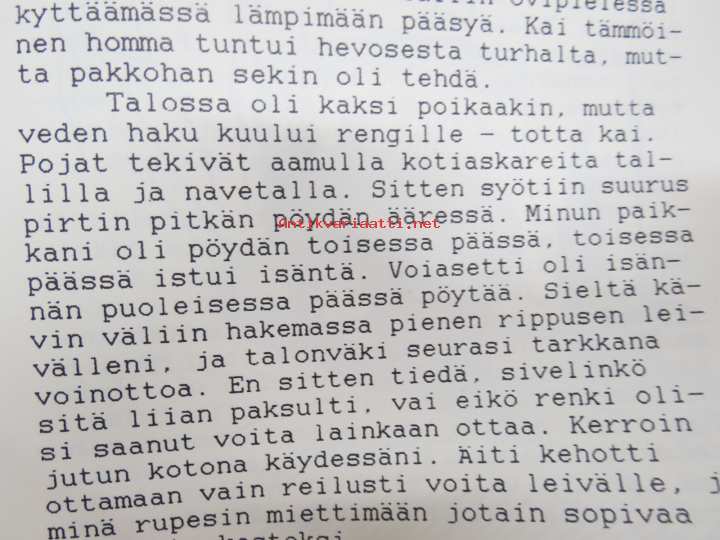 ovipielessä
kyttäämässä lämpimään pääsyä. Kai tämmöi-
nen homma tuntui hevosesta turhalta, mut-
ta pakkohan sekin oli tehdä.
Talossa oli kaksi poikaakin, mutta
veden haku kuului rengille - totta kai.
Pojat tekivät aamulla kotiaskareita tal-
lilla ja navetalla. Sitten syötiin suurus
pirtin pitkän pöydän ääressä. Minun paik-
Antikvariaatti.net
kani oli pöydän toisessa päässä, toisessa
päässä istui isäntä. Voiasetti oli isän-
nän puoleisessa päässä pöytää. Sieltä kä-
vin väliin hakemassa pienen rippusen lei-
välleni, ja talonväki seurasi tarkkana
voinottoa. En sitten tiedä, sivelinkö
sitä liian paksulti, vai eikö renki oli-
si saanut voita lainkaan ottaa. Kerroin
jutun kotona käydessäni. Äiti kehotti
ottamaan vain reilusti voita leivälle, j
minä rupesin miettimään jotain sopivaa